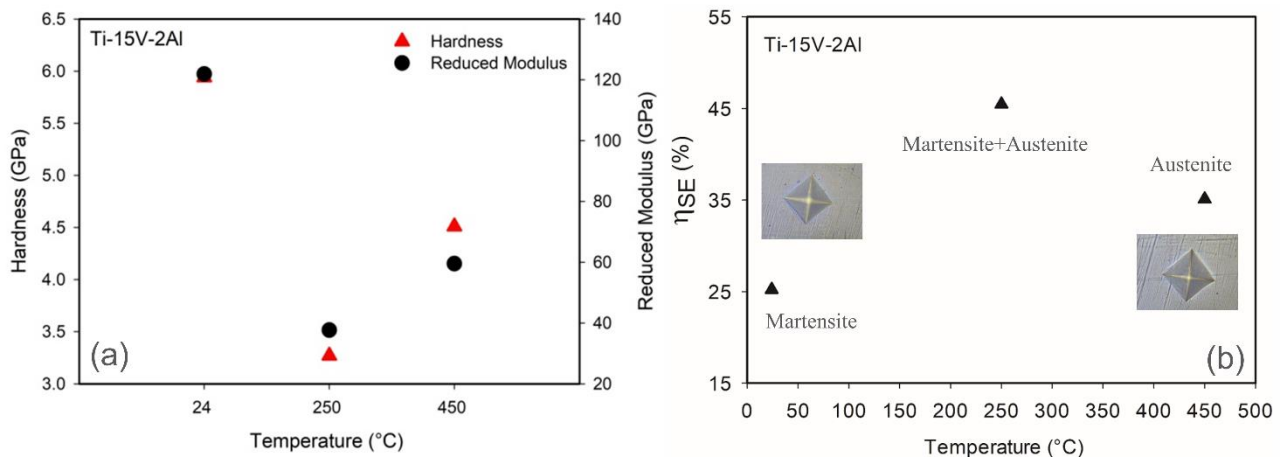 Ti-15V-2Al
Hardness
Reduced Modulus
6.5
6.0
5.5
5.0
4.5
4.0
3.5
3.0
Hardness (GPa)
140
120
100
80
60
40
20
Reduced Modulus (GPa)
(a)
24 250 450
Temperature (°C)
Ti-15V-2Al
55
45
35
25
15
ηSE (%)
Martensite+Austenite
Austenite
Martensite
(b)
0 50 100 150 200 250 300 350 400 450 500
Temperature (°C)